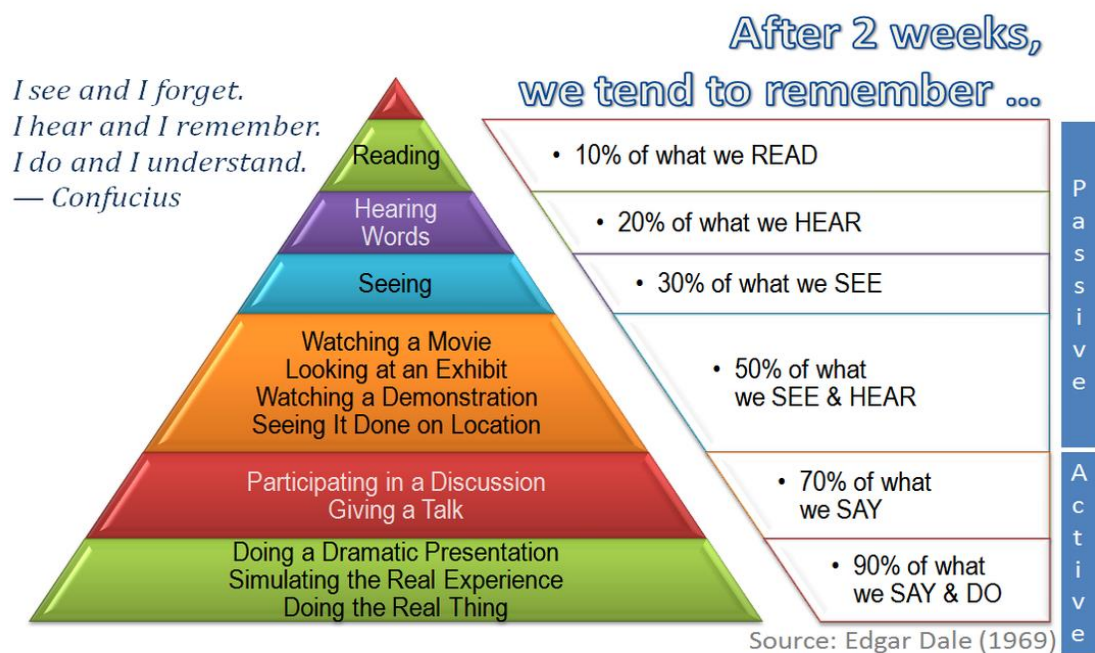 After 2 weeks,
we tend to remember ...
I see and I forget.
I hear and I remember.
I do and I understand.
— Confucius
Reading
• 10% of what we READ
Hearing
Words
• 20% of what we HEAR
Seeing
• 30% of what we SEE
Watching a Movie
Looking at an Exhibit
Watching a Demonstration
Seeing It Done on Location
• 50% of what
we SEE & HEAR
Passive
Participating in a Discussion
Giving a Talk
• 70% of what
we SAY
Doing a Dramatic Presentation
Simulating the Real Experience
Doing the Real Thing
• 90% of what
we SAY & DO
Active
Source: Edgar Dale (1969)